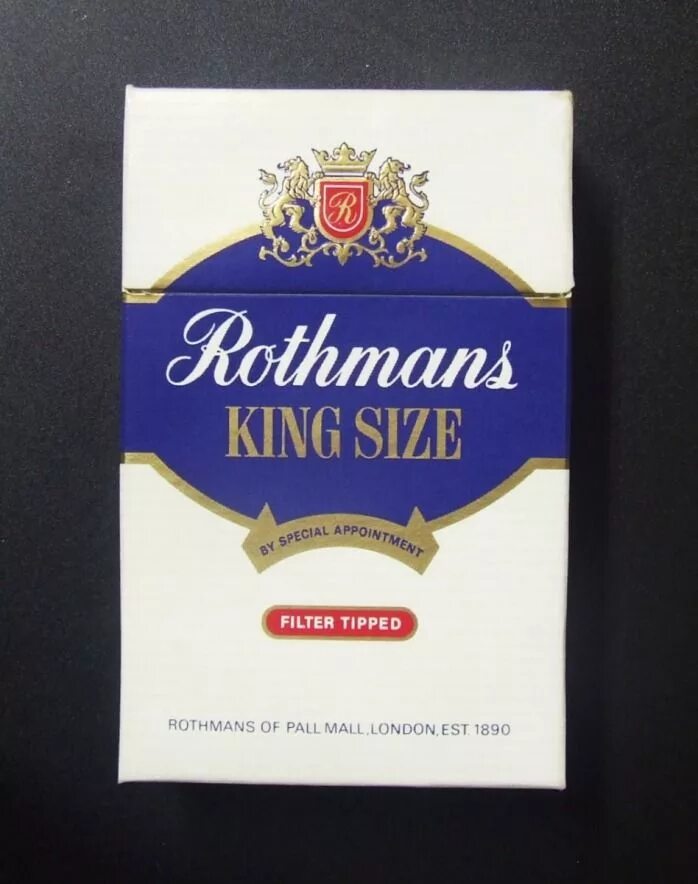 R
Rothmans
KING SIZE
BY SPECIAL APPOINTMENT
FILTER TIPPED
ROTHMANS OF PALL MALL,LONDON,EST.1890